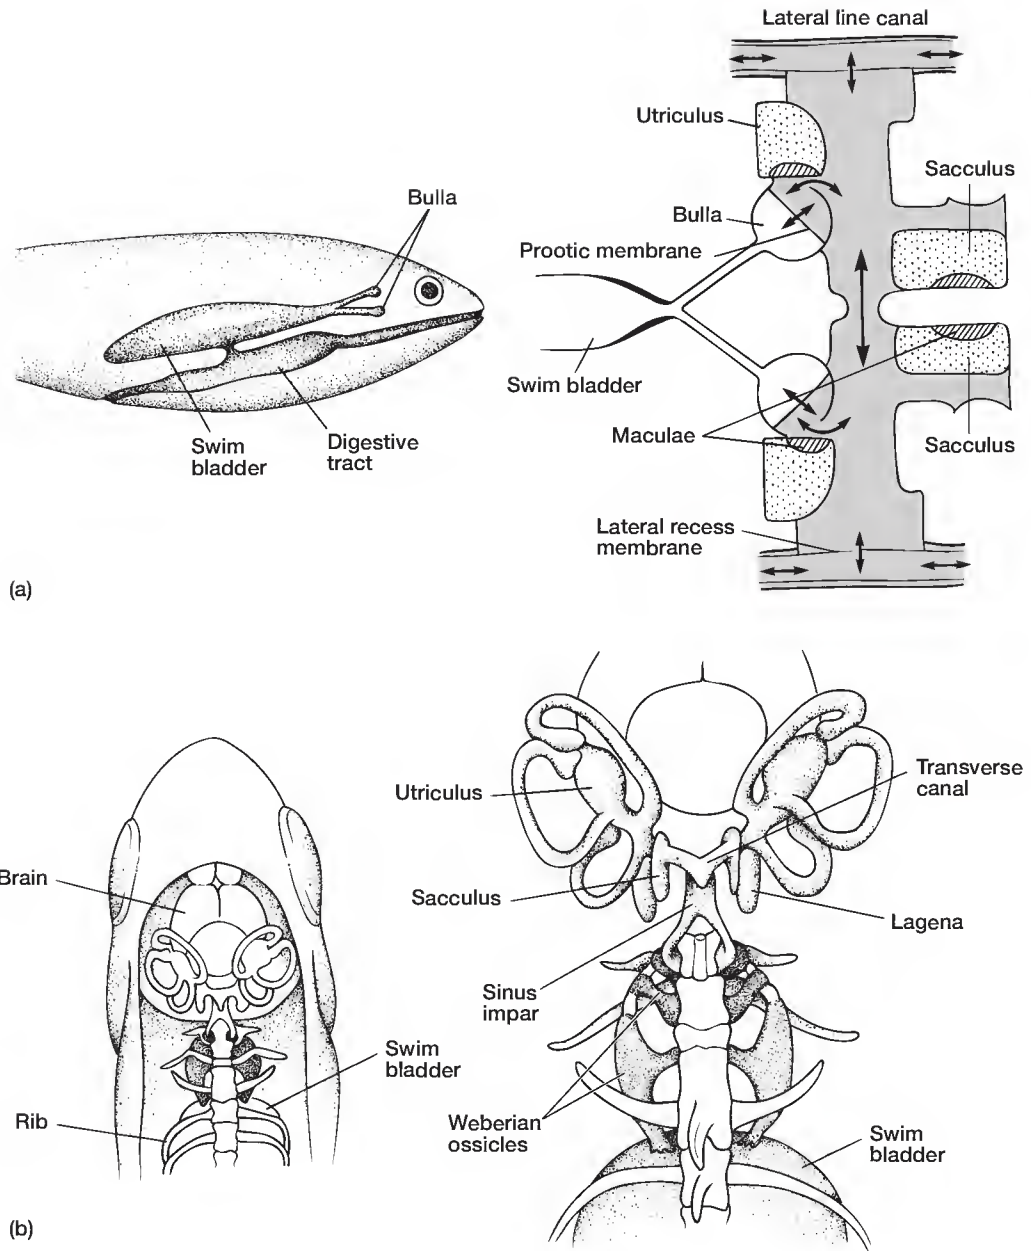 Lateral line canal
Utriculus
Sacculus
Bulla
Bulla
Prootic membrane
Swim bladder
Swim
bladder
Digestive
tract
Maculae
Sacculus
Lateral recess
membrane
(a)
Utriculus
Transverse
canal
Brain
Sacculus
Lagena
Sinus
impar
Swim
bladder
Rib
Weberian
ossicles
Swim
bladder
(b)